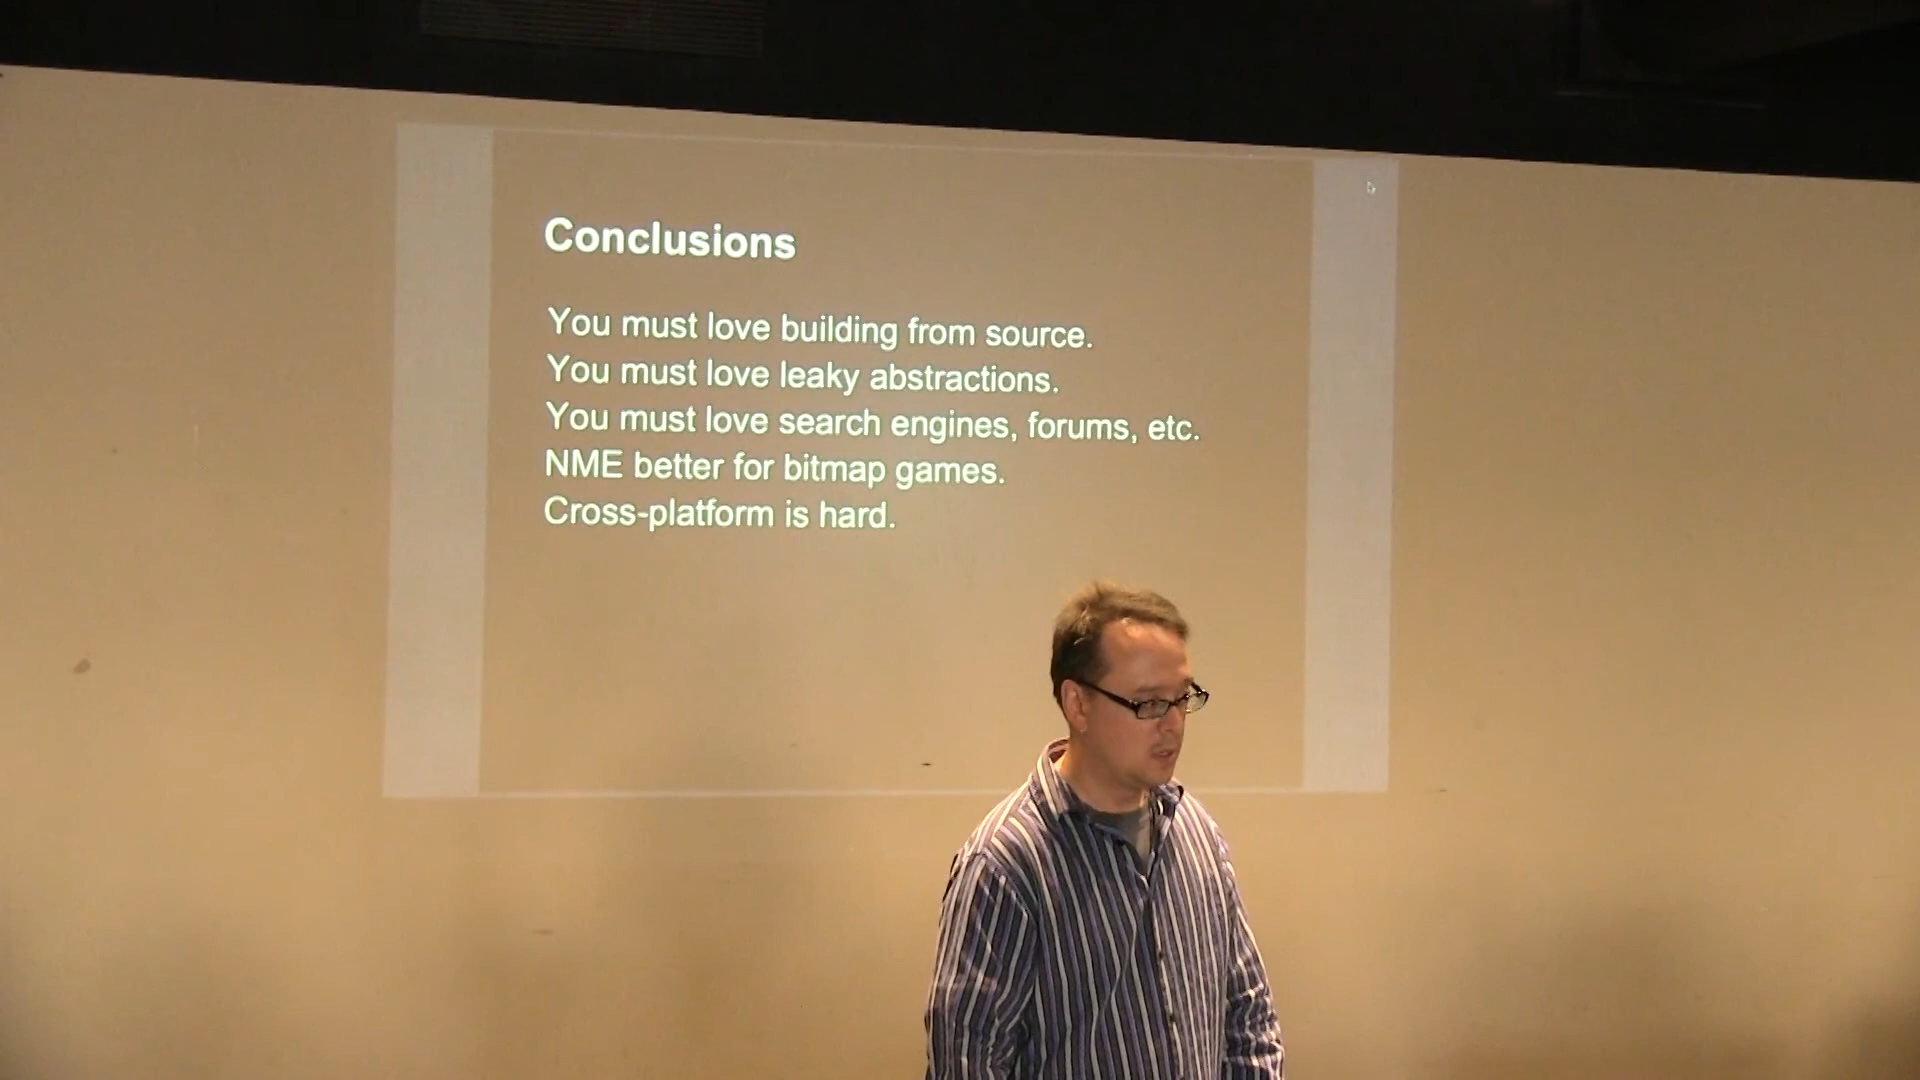 Conclusions
You must love building from source.
You must love leaky abstractions.
You must love search engines, forums, etc.
NME better for bitmap games.
Cross-platform is hard.